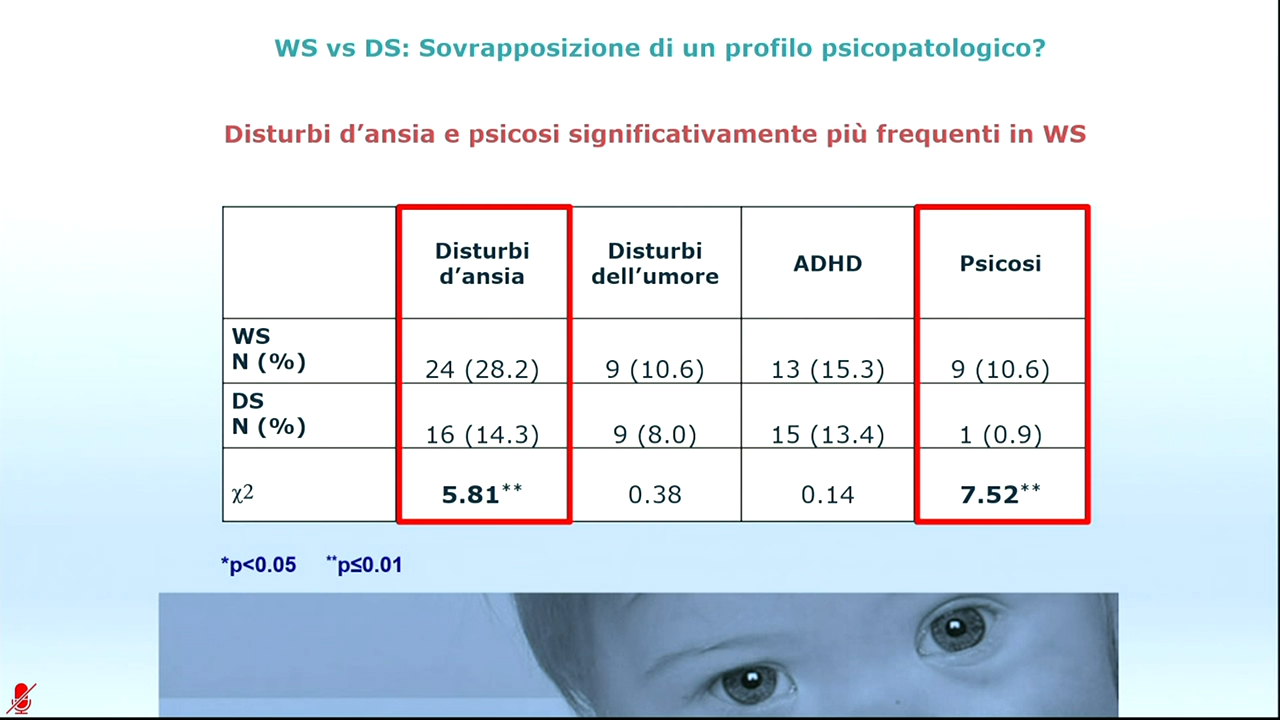 WS vs DS: Sovrapposizione di un profilo psicopatologico?
Disturbi d’ansia e psicosi significativamente più frequenti in WS
Disturbi d’ansia Disturbi dell’umore ADHD Psicosi
WS N (%) 24 (28.2) 9 (10.6) 13 (15.3) 9 (10.6)
DS N (%) 16 (14.3) 9 (8.0) 15 (13.4) 1 (0.9)
χ2 5.81** 0.38 0.14 7.52**
*p<0.05 **p≤0.01